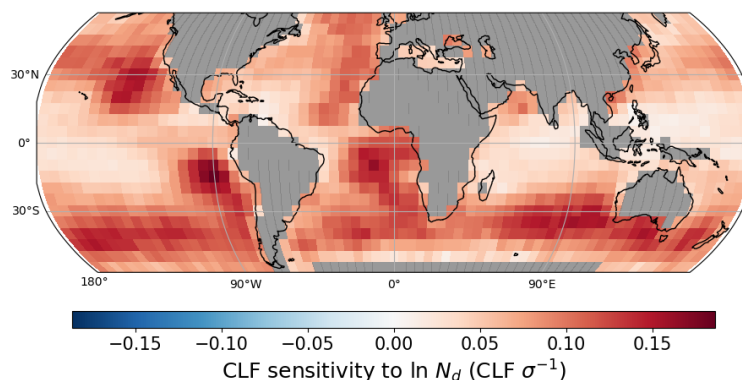 30°N
0°
30°S
180° 90°W 0° 90°E
−0.15 −0.10 −0.05 0.00 0.05 0.10 0.15
CLF sensitivity to ln N_d (CLF σ⁻¹)